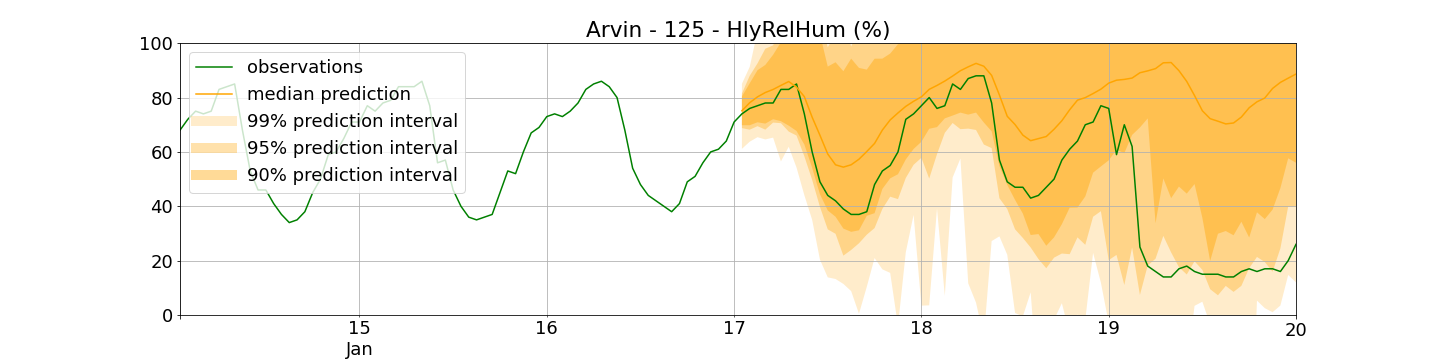 Arvin - 125 - HlyRelHum (%)
100
80
60
40
20
0
observations
median prediction
99% prediction interval
95% prediction interval
90% prediction interval
15 16 17 18 19 20
Jan